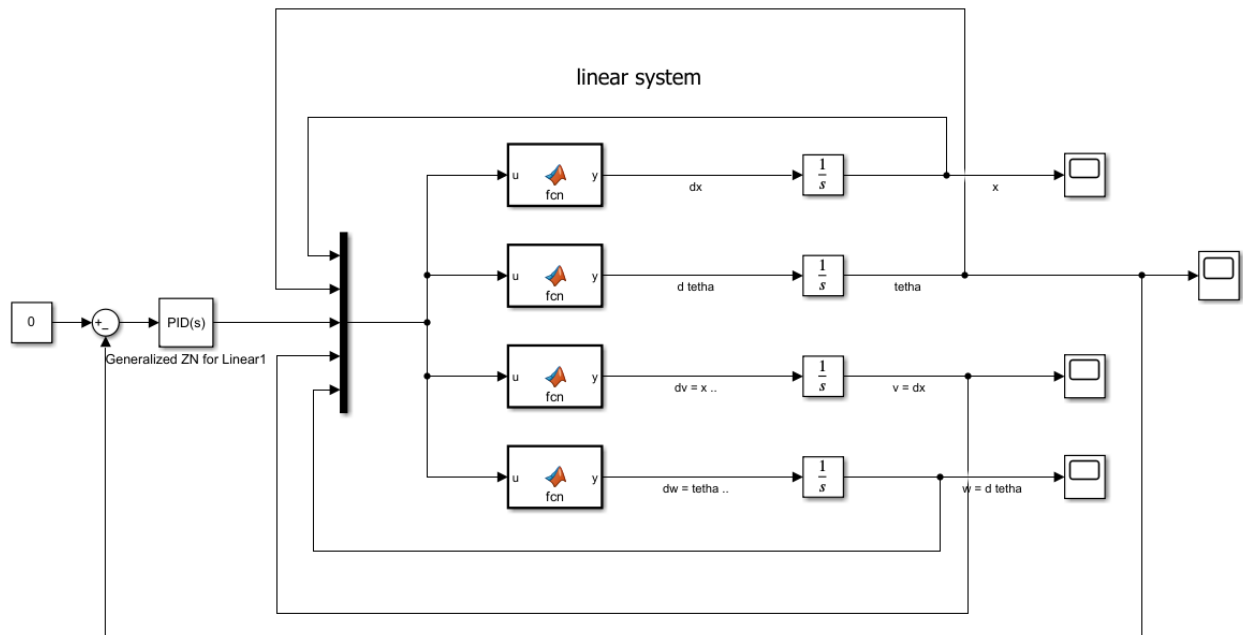 linear system
u
fcn
y
dx
1
s
x
u
fcn
y
d tetha
1
s
tetha
0
+
−
PID(s)
Generalized ZN for Linear1
u
fcn
y
dv = x ..
1
s
v = dx
u
fcn
y
dw = tetha ..
1
s
w = d tetha